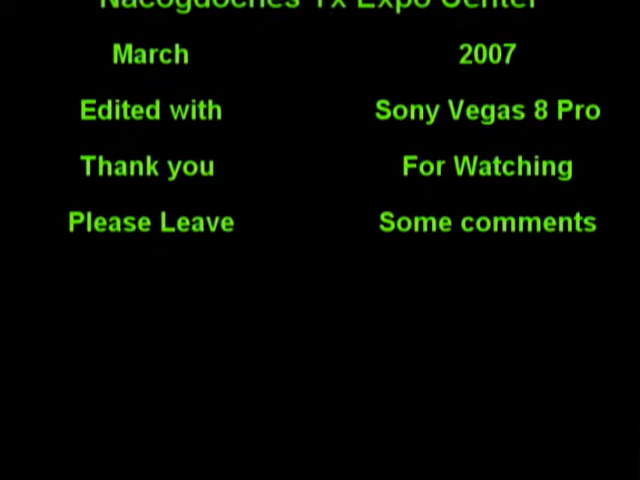 Nacogdoches Tx Expo Center
March 2007
Edited with Sony Vegas 8 Pro
Thank you For Watching
Please Leave Some comments